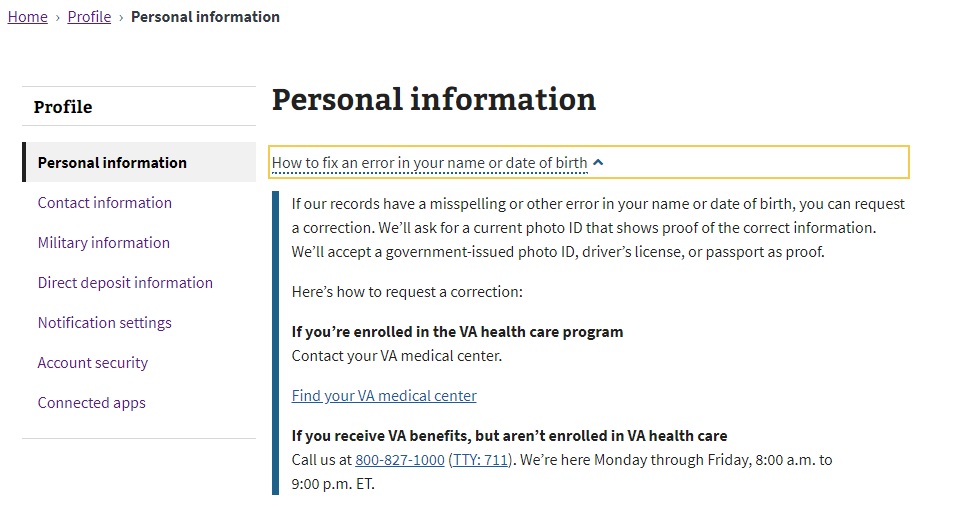 Home › Profile › Personal information
Profile
Personal information
Contact information
Military information
Direct deposit information
Notification settings
Account security
Connected apps
Personal information
How to fix an error in your name or date of birth
If our records have a misspelling or other error in your name or date of birth, you can request
a correction. We’ll ask for a current photo ID that shows proof of the correct information.
We’ll accept a government-issued photo ID, driver’s license, or passport as proof.
Here’s how to request a correction:
If you’re enrolled in the VA health care program
Contact your VA medical center.
Find your VA medical center
If you receive VA benefits, but aren’t enrolled in VA health care
Call us at 800-827-1000 (TTY: 711). We’re here Monday through Friday, 8:00 a.m. to
9:00 p.m. ET.